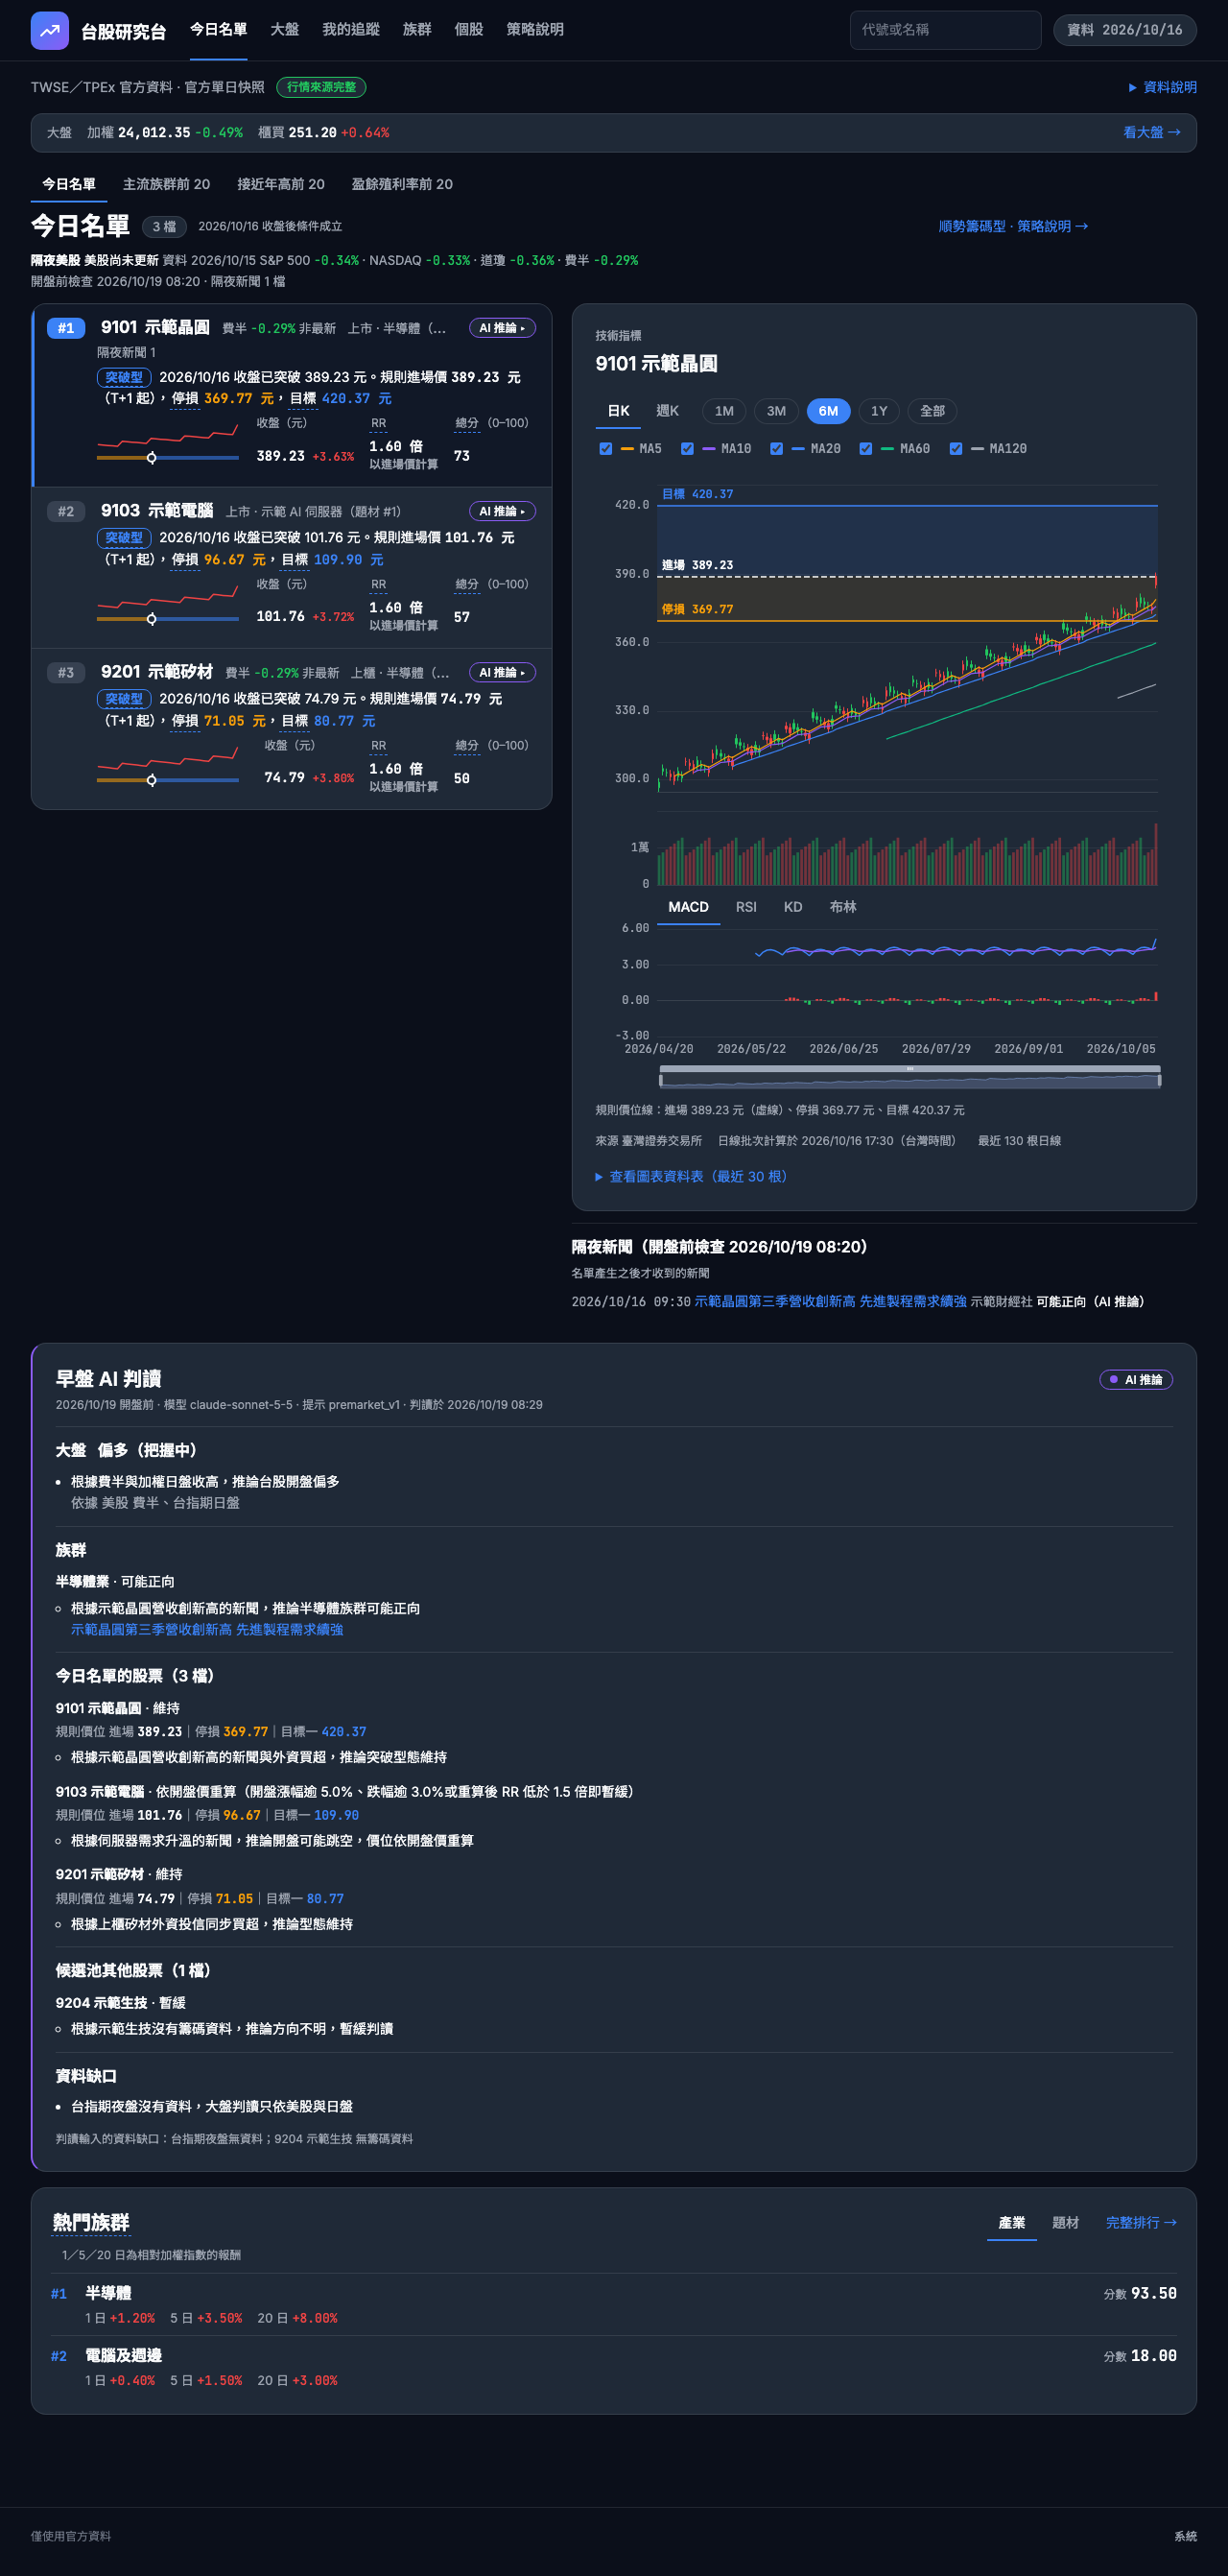 台股研究台 今日名單 大盤 我的追蹤 族群 個股 策略說明 代號或名稱 資料 2026/10/16
TWSE／TPEx 官方資料 · 官方單日快照 行情來源完整 ▶ 資料說明
大盤 加權 24,012.35 -0.49% 櫃買 251.20 +0.64% 看大盤 →
今日名單 主流族群前 20 接近年高前 20 盈餘殖利率前 20
今日名單 3 檔 2026/10/16 收盤後條件成立 順勢籌碼型 · 策略說明 →
隔夜美股 美股尚未更新 資料 2026/10/15 S&P 500 -0.34% · NASDAQ -0.33% · 道瓊 -0.36% · 費半 -0.29%
開盤前檢查 2026/10/19 08:20 · 隔夜新聞 1 檔
#1 9101 示範晶圓 費半 -0.29% 非最新 上市 · 半導體（... AI 推論 ▸
隔夜新聞 1
突破型 2026/10/16 收盤已突破 389.23 元。規則進場價 389.23 元
（T+1 起），停損 369.77 元，目標 420.37 元
收盤（元） RR 總分（0–100）
389.23 +3.63% 1.60 倍 73
以進場價計算
#2 9103 示範電腦 上市 · 示範 AI 伺服器（題材 #1） AI 推論 ▸
突破型 2026/10/16 收盤已突破 101.76 元。規則進場價 101.76 元
（T+1 起），停損 96.67 元，目標 109.90 元
收盤（元） RR 總分（0–100）
101.76 +3.72% 1.60 倍 57
以進場價計算
#3 9201 示範矽材 費半 -0.29% 非最新 上櫃 · 半導體（... AI 推論 ▸
突破型 2026/10/16 收盤已突破 74.79 元。規則進場價 74.79 元
（T+1 起），停損 71.05 元，目標 80.77 元
收盤（元） RR 總分（0–100）
74.79 +3.80% 1.60 倍 50
以進場價計算
技術指標
9101 示範晶圓
日K 週K 1M 3M 6M 1Y 全部
MA5 MA10 MA20 MA60 MA120
目標 420.37
420.0
進場 389.23
390.0
停損 369.77
360.0
330.0
300.0
1萬
0
MACD RSI KD 布林
6.00
3.00
0.00
-3.00
2026/04/20 2026/05/22 2026/06/25 2026/07/29 2026/09/01 2026/10/05
規則價位線：進場 389.23 元（虛線）、停損 369.77 元、目標 420.37 元
來源 臺灣證券交易所 日線批次計算於 2026/10/16 17:30（台灣時間） 最近 130 根日線
▶ 查看圖表資料表（最近 30 根）
隔夜新聞（開盤前檢查 2026/10/19 08:20）
名單產生之後才收到的新聞
2026/10/16 09:30 示範晶圓第三季營收創新高 先進製程需求續強 示範財經社 可能正向（AI 推論）
早盤 AI 判讀 AI 推論
2026/10/19 開盤前 · 模型 claude-sonnet-5-5 · 提示 premarket_v1 · 判讀於 2026/10/19 08:29
大盤 偏多（把握中）
• 根據費半與加權日盤收高，推論台股開盤偏多
依據 美股 費半、台指期日盤
族群
半導體業 · 可能正向
◦ 根據示範晶圓營收創新高的新聞，推論半導體族群可能正向
示範晶圓第三季營收創新高 先進製程需求續強
今日名單的股票（3 檔）
9101 示範晶圓 · 維持
規則價位 進場 389.23｜停損 369.77｜目標一 420.37
◦ 根據示範晶圓營收創新高的新聞與外資買超，推論突破型態維持
9103 示範電腦 · 依開盤價重算（開盤漲幅逾 5.0%、跌幅逾 3.0%或重算後 RR 低於 1.5 倍即暫緩）
規則價位 進場 101.76｜停損 96.67｜目標一 109.90
◦ 根據伺服器需求升溫的新聞，推論開盤可能跳空，價位依開盤價重算
9201 示範矽材 · 維持
規則價位 進場 74.79｜停損 71.05｜目標一 80.77
◦ 根據上櫃矽材外資投信同步買超，推論型態維持
候選池其他股票（1 檔）
9204 示範生技 · 暫緩
◦ 根據示範生技沒有籌碼資料，推論方向不明，暫緩判讀
資料缺口
• 台指期夜盤沒有資料，大盤判讀只依美股與日盤
判讀輸入的資料缺口：台指期夜盤無資料；9204 示範生技 無籌碼資料
熱門族群 產業 題材 完整排行 →
1／5／20 日為相對加權指數的報酬
#1 半導體 分數 93.50
1 日 +1.20% 5 日 +3.50% 20 日 +8.00%
#2 電腦及週邊 分數 18.00
1 日 +0.40% 5 日 +1.50% 20 日 +3.00%
僅使用官方資料 系統